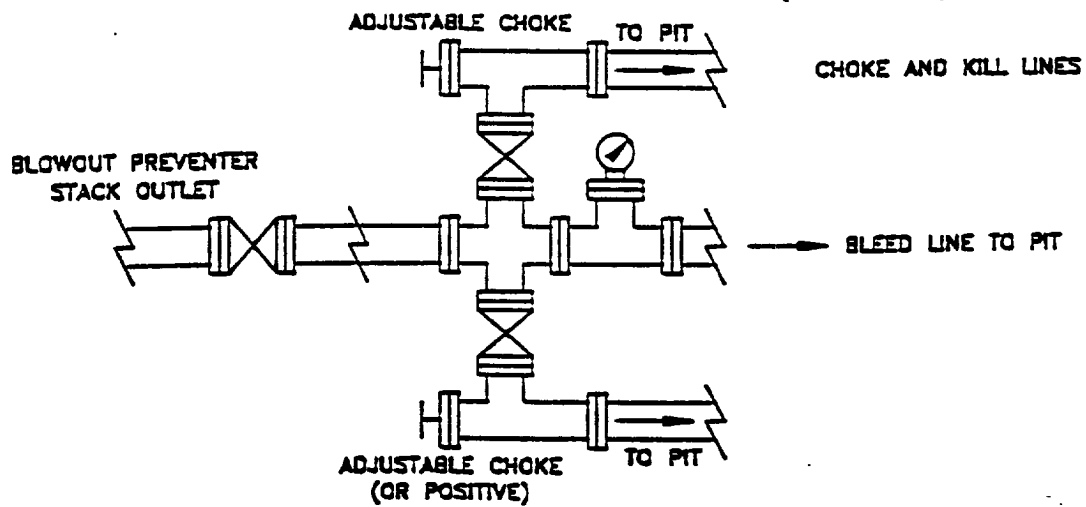 ADJUSTABLE CHOKE
TO PIT
CHOKE AND KILL LINES
BLOWOUT PREVENTER
STACK OUTLET
BLEED LINE TO PIT
ADJUSTABLE CHOKE
(OR POSITIVE)
TO PIT